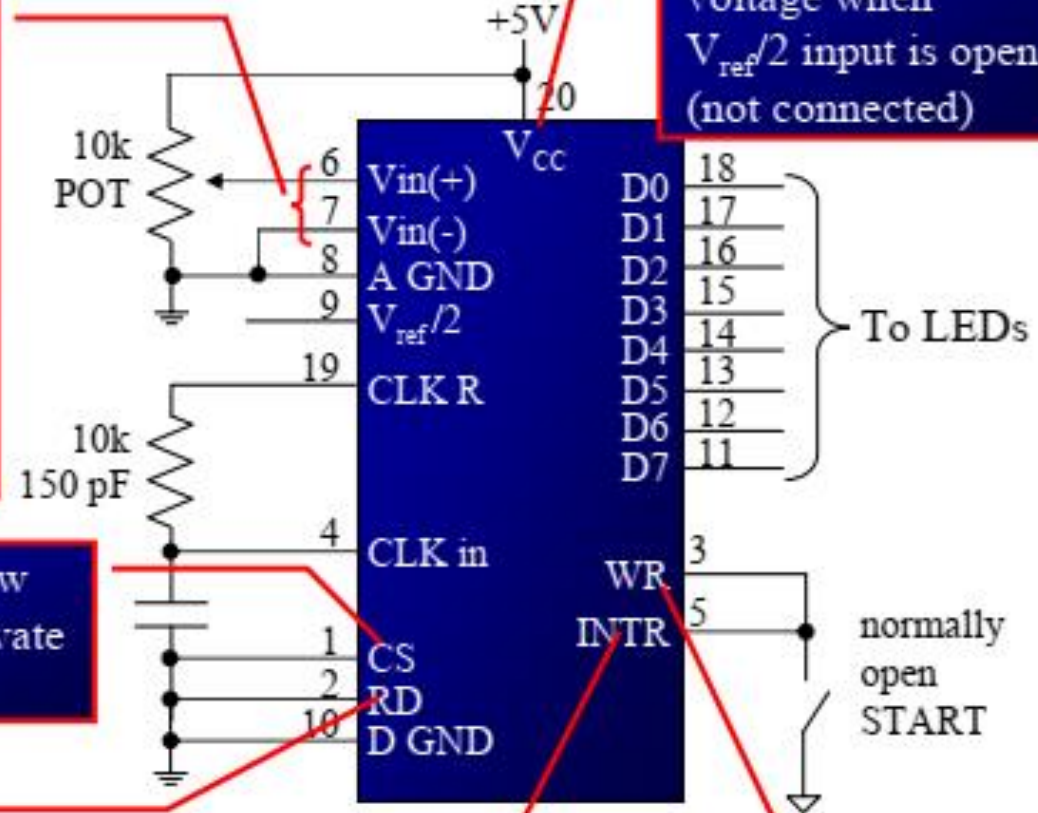 +5V
voltage when
V_ref/2 input is open
(not connected)
20
V_CC
10k
POT
6
Vin(+)
7
Vin(-)
8
A GND
9
V_ref/2
19
CLK R
10k
150 pF
4
CLK in
1
CS
2
RD
10
D GND
D0
18
D1
17
D2
16
D3
15
D4
14
D5
13
D6
12
D7
11
To LEDs
WR
3
INTR
5
normally
open
START